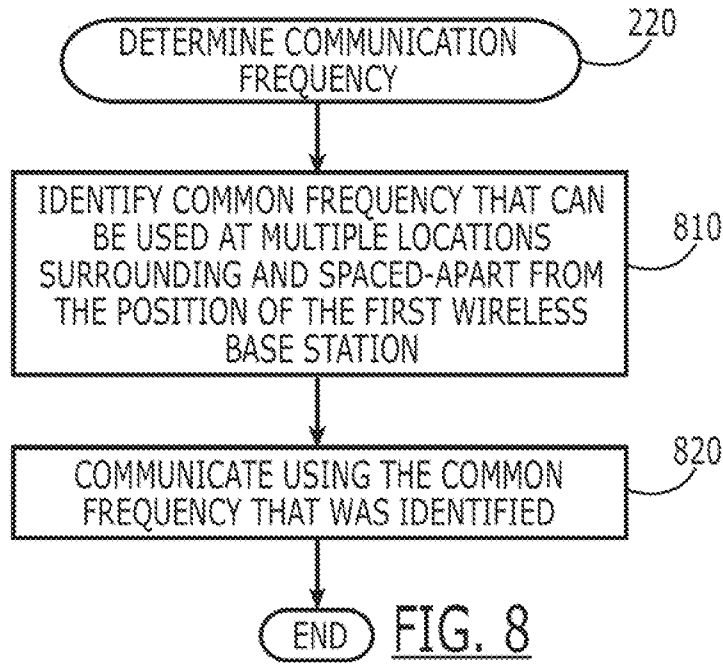 DETERMINE COMMUNICATION
FREQUENCY
220
IDENTIFY COMMON FREQUENCY THAT CAN
BE USED AT MULTIPLE LOCATIONS
SURROUNDING AND SPACED-APART FROM
THE POSITION OF THE FIRST WIRELESS
BASE STATION
810
COMMUNICATE USING THE COMMON
FREQUENCY THAT WAS IDENTIFIED
820
END
FIG. 8